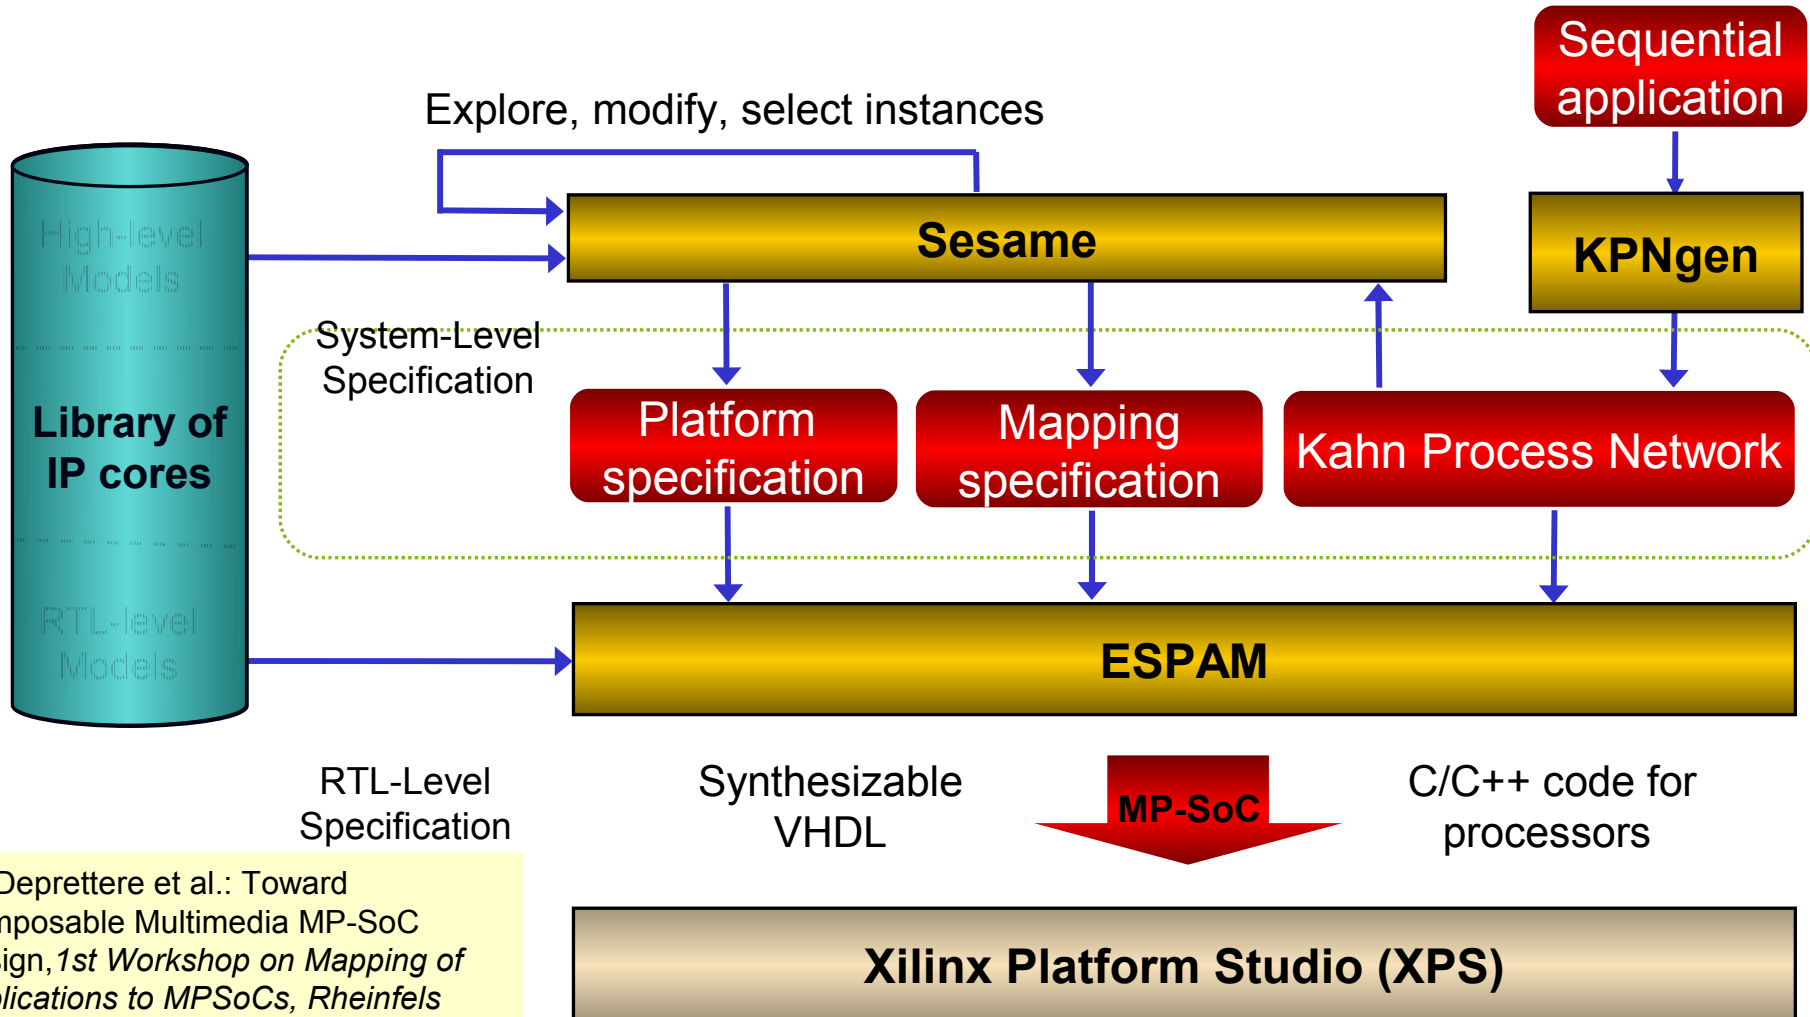 Sequential
application
Explore, modify, select instances
High-level
Models
Sesame
KPNgen
System-Level
Specification
Library of
IP cores
Platform
specification
Mapping
specification
Kahn Process Network
RTL-level
Models
ESPAM
RTL-Level
Specification
Synthesizable
VHDL
MP-SoC
C/C++ code for
processors
Deprettere et al.: Toward
mposable Multimedia MP-SoC
sign,1st Workshop on Mapping of
plications to MPSoCs, Rheinfels
Xilinx Platform Studio (XPS)